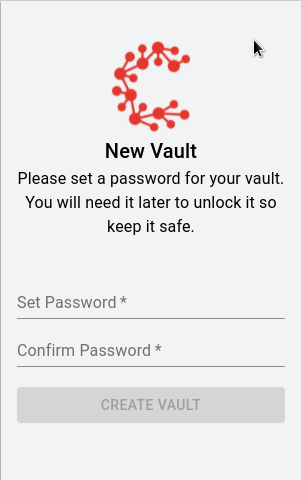 New Vault
Please set a password for your vault.
You will need it later to unlock it so
keep it safe.
Set Password *
Confirm Password *
CREATE VAULT